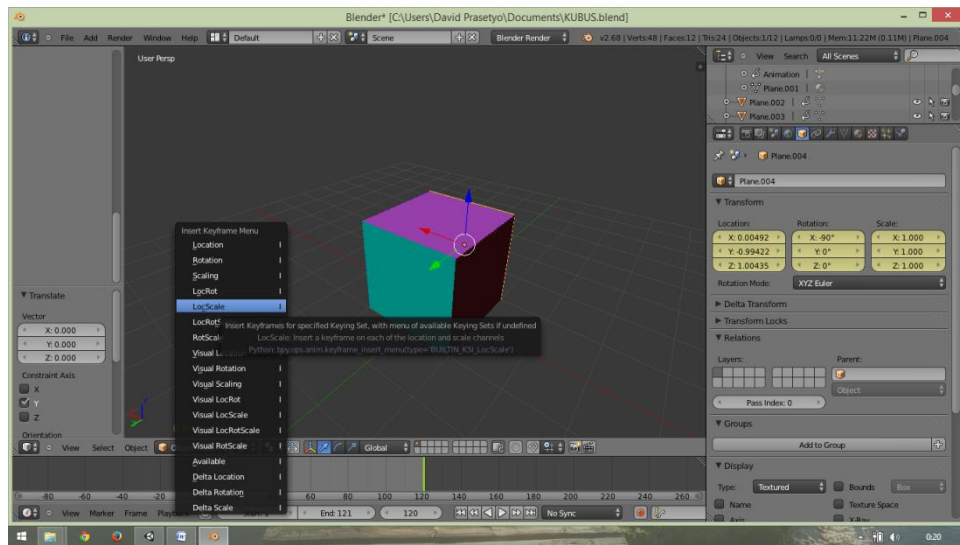 Blender* [C:\Users\David Prasetyo\Documents\KUBUS.blend]
File Add Render Window Help Default Scene Blender Render v2.68 | Verts:48 | Faces:12 | Tris:24 | Objects:1/12 | Lamps:0/0 | Mem:11.22M (0.11M) | Plane.004
View Search All Scenes
User Persp
Animation
Plane.001
Plane.002
Plane.003
Plane.004
Plane.004
Transform
Location: Rotation: Scale:
X: 0.00492 X: -90° X: 1.000
Y: -0.99422 Y: 0° Y: 1.000
Z: 1.00435 Z: 0° Z: 1.000
Rotation Mode: XYZ Euler
Delta Transform
Transform Locks
Relations
Layers: Parent:
Object
Pass Index: 0
Groups
Add to Group
Display
Type: Textured Bounds Box
Name Texture Space
Axis X-Ray
Insert Keyframe Menu
Location I
Rotation I
Scaling I
LocRot I
LocScale I
LocRotS
RotScale
Visual
Visual Rotation I
Visual Scaling I
Visual LocRot I
Visual LocScale I
Visual LocRotScale I
Visual RotScale I
Available I
Delta Location I
Delta Rotation I
Delta Scale I
Insert Keyframes for specified Keying Set, with menu of available Keying Sets if undefined
LocScale: Insert a keyframe on each of the location and scale channels
Python: bpy.ops.anim.keyframe_insert_menu(type='BUILTIN_KSI_LocScale')
Translate
Vector
X: 0.000
Y: 0.000
Z: 0.000
Constraint Axis
X
Y
Z
Orientation
View Select Object Global
-80 -60 -40 -20 60 80 100 120 140 160 180 200 220 240 260
View Marker Frame End: 121 120 No Sync
0:20